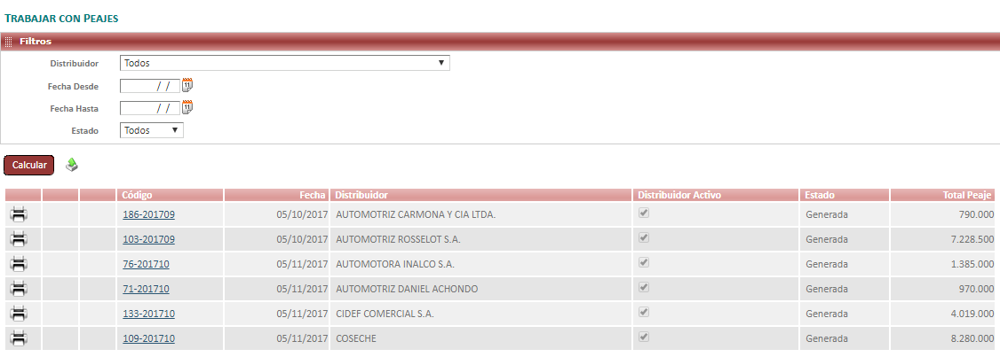 TRABAJAR CON PEAJES
Filtros
Distribuidor Todos
Fecha Desde / / 11
Fecha Hasta / / 11
Estado Todos
Calcular
Código Fecha Distribuidor Distribuidor Activo Estado Total Peaje
186-201709 05/10/2017 AUTOMOTRIZ CARMONA Y CIA LTDA. Generada 790.000
103-201709 05/10/2017 AUTOMOTRIZ ROSSELOT S.A. Generada 7.228.500
76-201710 05/11/2017 AUTOMOTORA INALCO S.A. Generada 1.385.000
71-201710 05/11/2017 AUTOMOTRIZ DANIEL ACHONDO Generada 970.000
133-201710 05/11/2017 CIDEF COMERCIAL S.A. Generada 4.019.000
109-201710 05/11/2017 COSECHE Generada 8.280.000